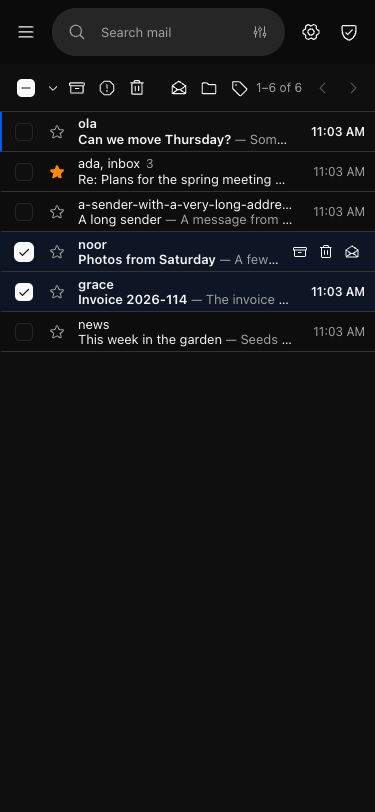 Search mail
1–6 of 6
ola
Can we move Thursday? — Som...
11:03 AM
ada, inbox 3
Re: Plans for the spring meeting ...
11:03 AM
a-sender-with-a-very-long-addre...
A long sender — A message from ...
11:03 AM
noor
Photos from Saturday — A few...
grace
Invoice 2026-114 — The invoice ...
11:03 AM
news
This week in the garden — Seeds ...
11:03 AM